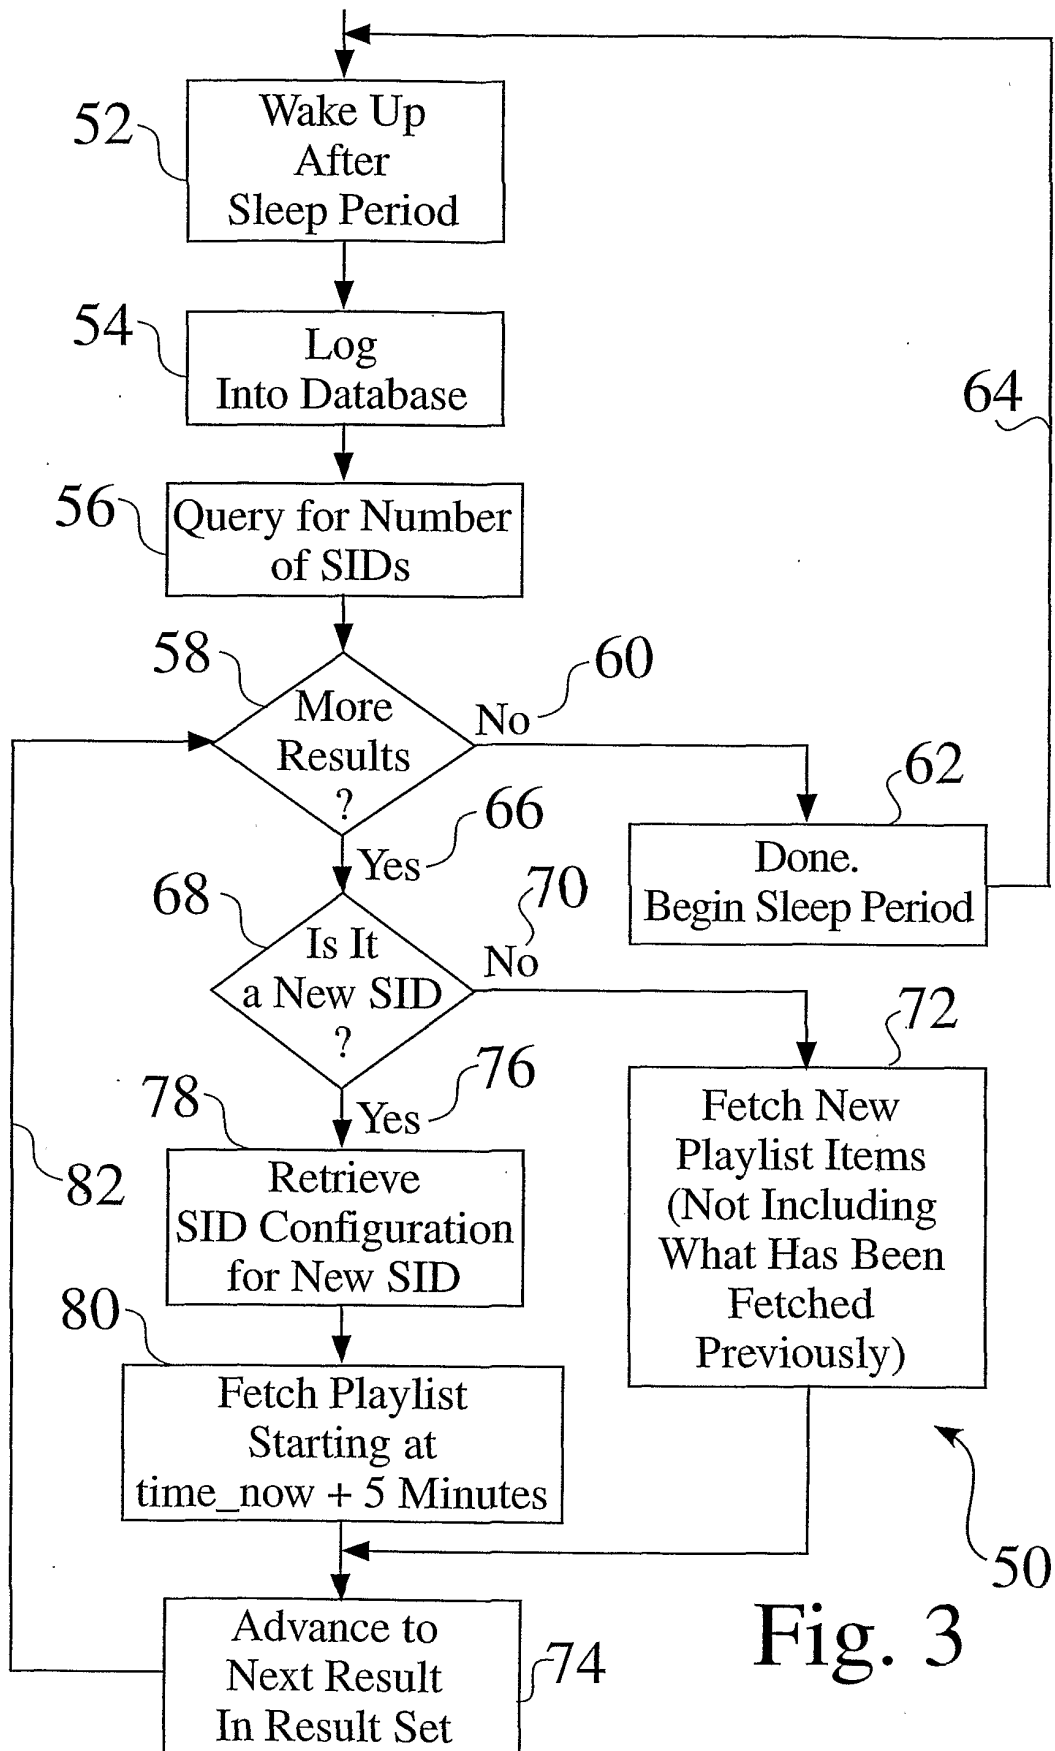 52
Wake Up
After
Sleep Period
54
Log
Into Database
64
56
Query for Number
of SIDs
58
More
Results
?
No
60
62
Done.
Begin Sleep Period
Yes
66
68
Is It
a New SID
?
No
70
72
Fetch New
Playlist Items
(Not Including
What Has Been
Fetched
Previously)
Yes
76
78
Retrieve
SID Configuration
for New SID
82
80
Fetch Playlist
Starting at
time_now + 5 Minutes
50
74
Advance to
Next Result
In Result Set
Fig. 3